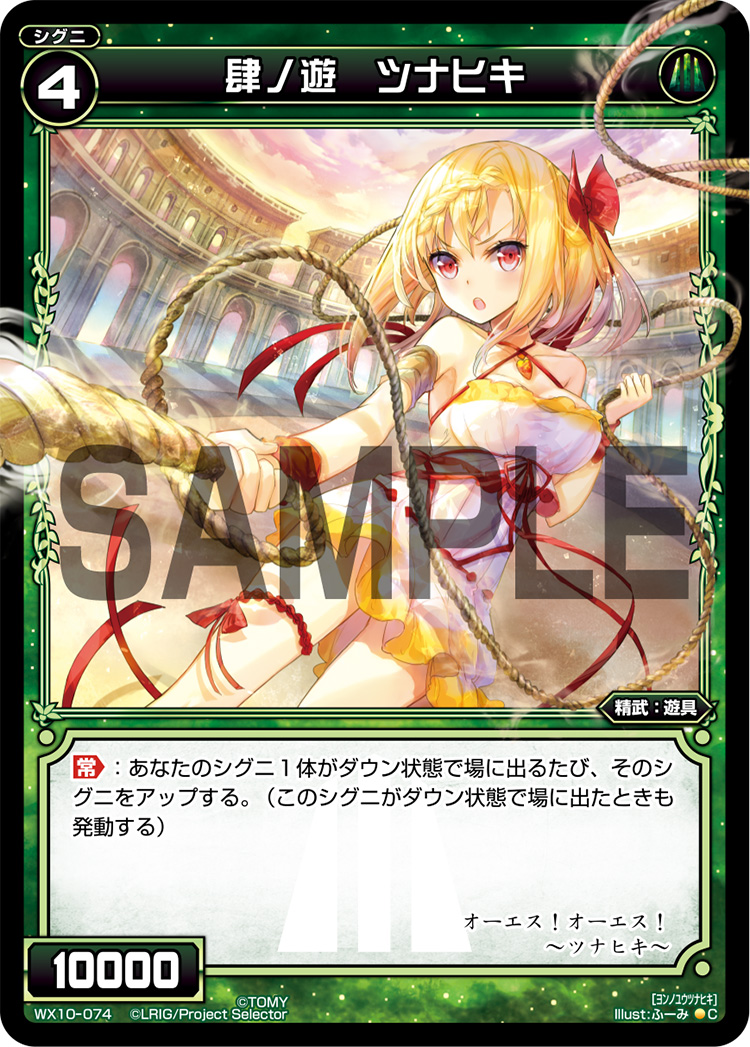 シグニ
4
肆ノ遊　ツナヒキ
SAMPLE
精武：遊具
常：あなたのシグニ１体がダウン状態で場に出るたび、そのシ
グニをアップする。（このシグニがダウン状態で場に出たときも
発動する）
オーエス！オーエス！
～ツナヒキ～
10000
©TOMY
[ヨンノユウツナヒキ]
WX10-074 ©LRIG/Project Selector
Illust:ふーみ C